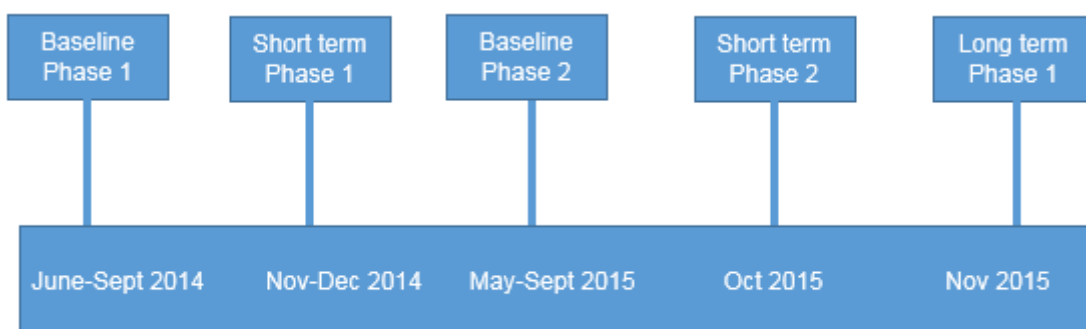 Baseline
Phase 1
Short term
Phase 1
Baseline
Phase 2
Short term
Phase 2
Long term
Phase 1
June-Sept 2014
Nov-Dec 2014
May-Sept 2015
Oct 2015
Nov 2015